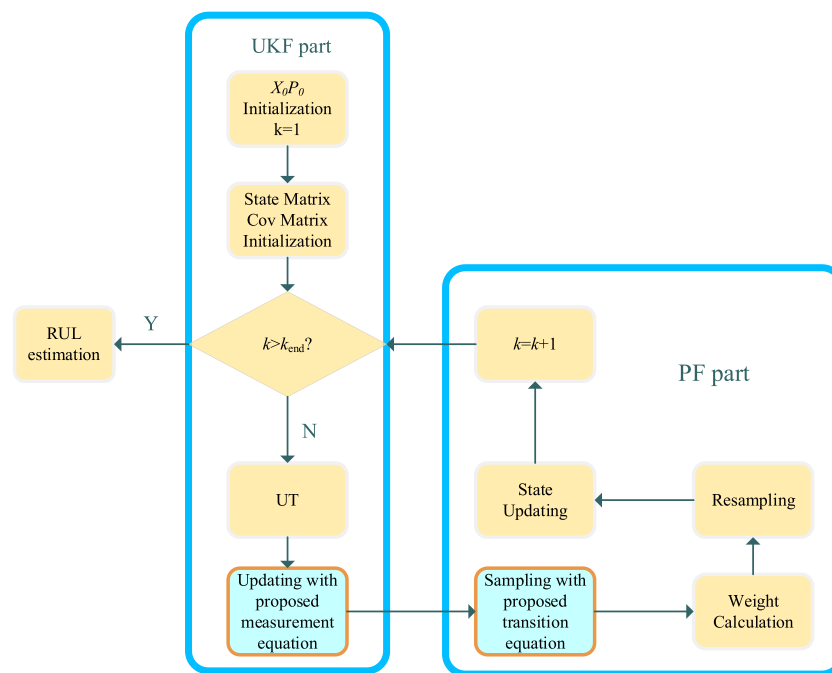 UKF part
X₀P₀
Initialization
k=1
State Matrix
Cov Matrix
Initialization
k>k_end?
Y
RUL
estimation
N
UT
Updating with
proposed
measurement
equation
PF part
k=k+1
State
Updating
Resampling
Sampling with
proposed
transition
equation
Weight
Calculation